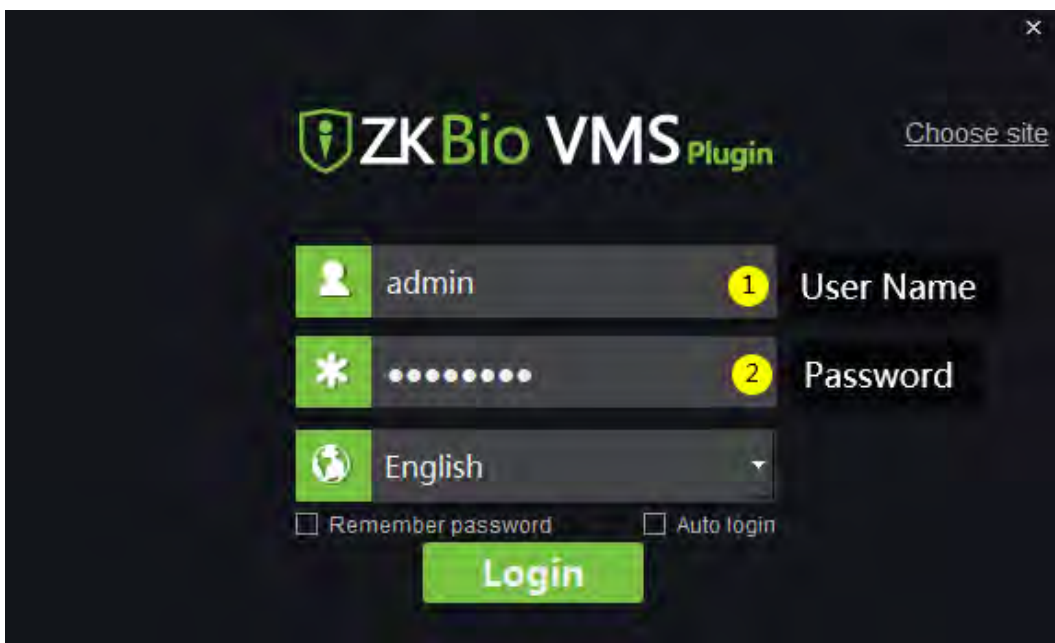 ×
ZKBio VMS Plugin
Choose site
admin
1
User Name
••••••••
2
Password
English
Remember password
Auto login
Login